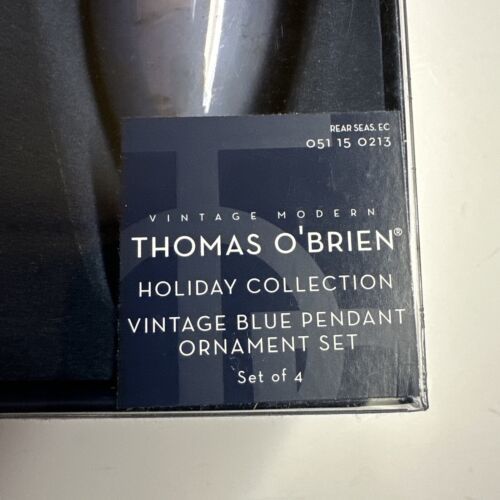 REAR SEAS, EC
051 15 0213
VINTAGE MODERN
THOMAS O'BRIEN®
HOLIDAY COLLECTION
VINTAGE BLUE PENDANT
ORNAMENT SET
Set of 4